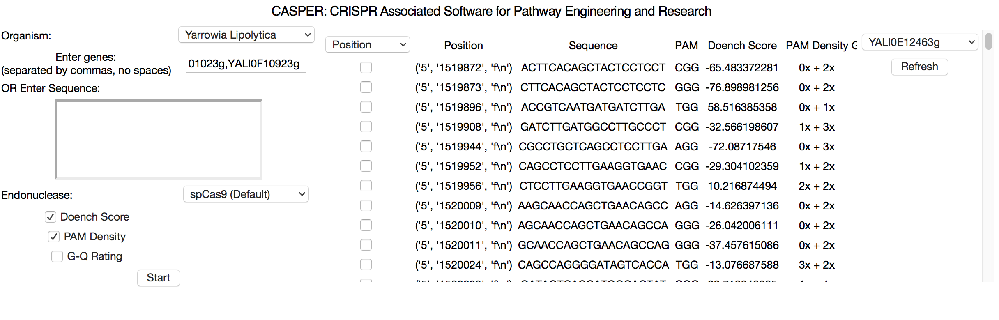 CASPER: CRISPR Associated Software for Pathway Engineering and Research
Organism:
Yarrowia Lipolytica
Enter genes:
(separated by commas, no spaces)
01023g,YALI0F10923g
OR Enter Sequence:
Endonuclease:
spCas9 (Default)
Doench Score
PAM Density
G-Q Rating
Start
Position
Position Sequence PAM Doench Score PAM Density G
('5', '1519872', 'f\n') ACTTCACAGCTACTCCTCCT CGG -65.483372281 0x + 2x
('5', '1519873', 'f\n') CTTCACAGCTACTCCTCCTC GGG -76.898981256 0x + 2x
('5', '1519896', 'f\n') ACCGTCAATGATGATCTTGA TGG 58.516385358 0x + 1x
('5', '1519908', 'f\n') GATCTTGATGGCCTTGCCCT CGG -32.566198607 1x + 3x
('5', '1519944', 'f\n') CGCCTGCTCAGCCTCCTTGA AGG -72.08717546 0x + 3x
('5', '1519952', 'f\n') CAGCCTCCTTGAAGGTGAAC CGG -29.304102359 1x + 2x
('5', '1519956', 'f\n') CTCCTTGAAGGTGAACCGGT TGG 10.216874494 2x + 2x
('5', '1520009', 'f\n') AAGCAACCAGCTGAACAGCC AGG -14.626397136 0x + 2x
('5', '1520010', 'f\n') AGCAACCAGCTGAACAGCCA GGG -26.042006111 0x + 2x
('5', '1520011', 'f\n') GCAACCAGCTGAACAGCCAG GGG -37.457615086 0x + 2x
('5', '1520024', 'f\n') CAGCCAGGGGATAGTCACCA TGG -13.076687588 3x + 2x
YALI0E12463g
Refresh